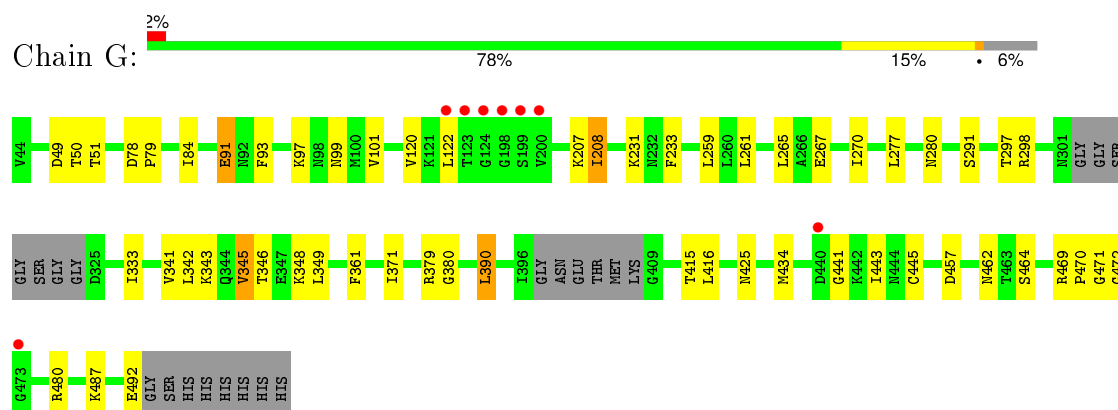 2%
Chain G:
78% 15% • 6%
V44 D49 T50 T51 D78 P79 I84 E91 N92 F93 K97 N98 N99 M100 V101 V120 K121 L122 T123 G124 G198 S199 V200 K207 I208 K231 N232 F233 L259 L260 L261 L265 A266 E267 I270 L277 N280 S291 T297 R298 N301 GLY GLY SER
GLY SER GLY GLY D325 I333 V341 L342 K343 Q344 V345 T346 E347 K348 L349 F361 I371 R379 G380 L390 I396 GLY ASN GLU THR MET LYS G409 T415 L416 N425 M434 D440 G441 K442 I443 N444 C445 D457 N462 T463 S464 R469 P470 G471
G473 R480 K487 E492 GLY SER HIS HIS HIS HIS HIS HIS